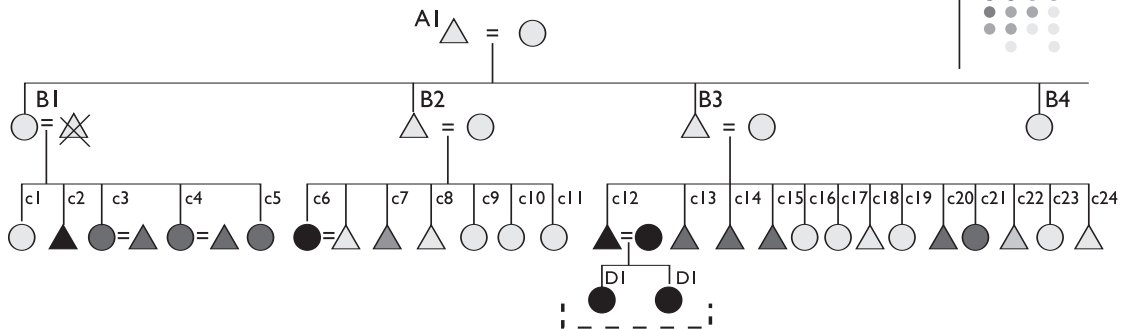 A1 =
B1 = B2 = B3 = B4
c1 c2 c3 c4 c5 c6 c7 c8 c9 c10 c11 c12 c13 c14 c15 c16 c17 c18 c19 c20 c21 c22 c23 c24
= = = =
D1 D1